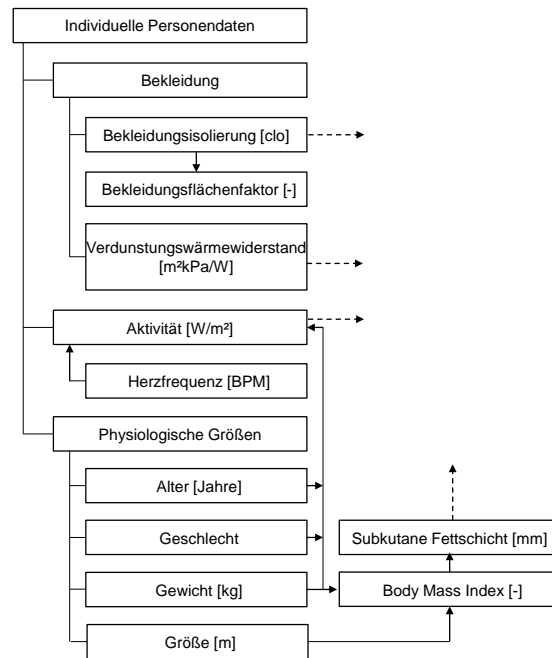 Individuelle Personendaten
Bekleidung
Bekleidungsisolierung [clo]
Bekleidungsflächenfaktor [-]
Verdunstungswärmewiderstand
[m²kPa/W]
Aktivität [W/m²]
Herzfrequenz [BPM]
Physiologische Größen
Alter [Jahre]
Geschlecht
Subkutane Fettschicht [mm]
Gewicht [kg]
Body Mass Index [-]
Größe [m]